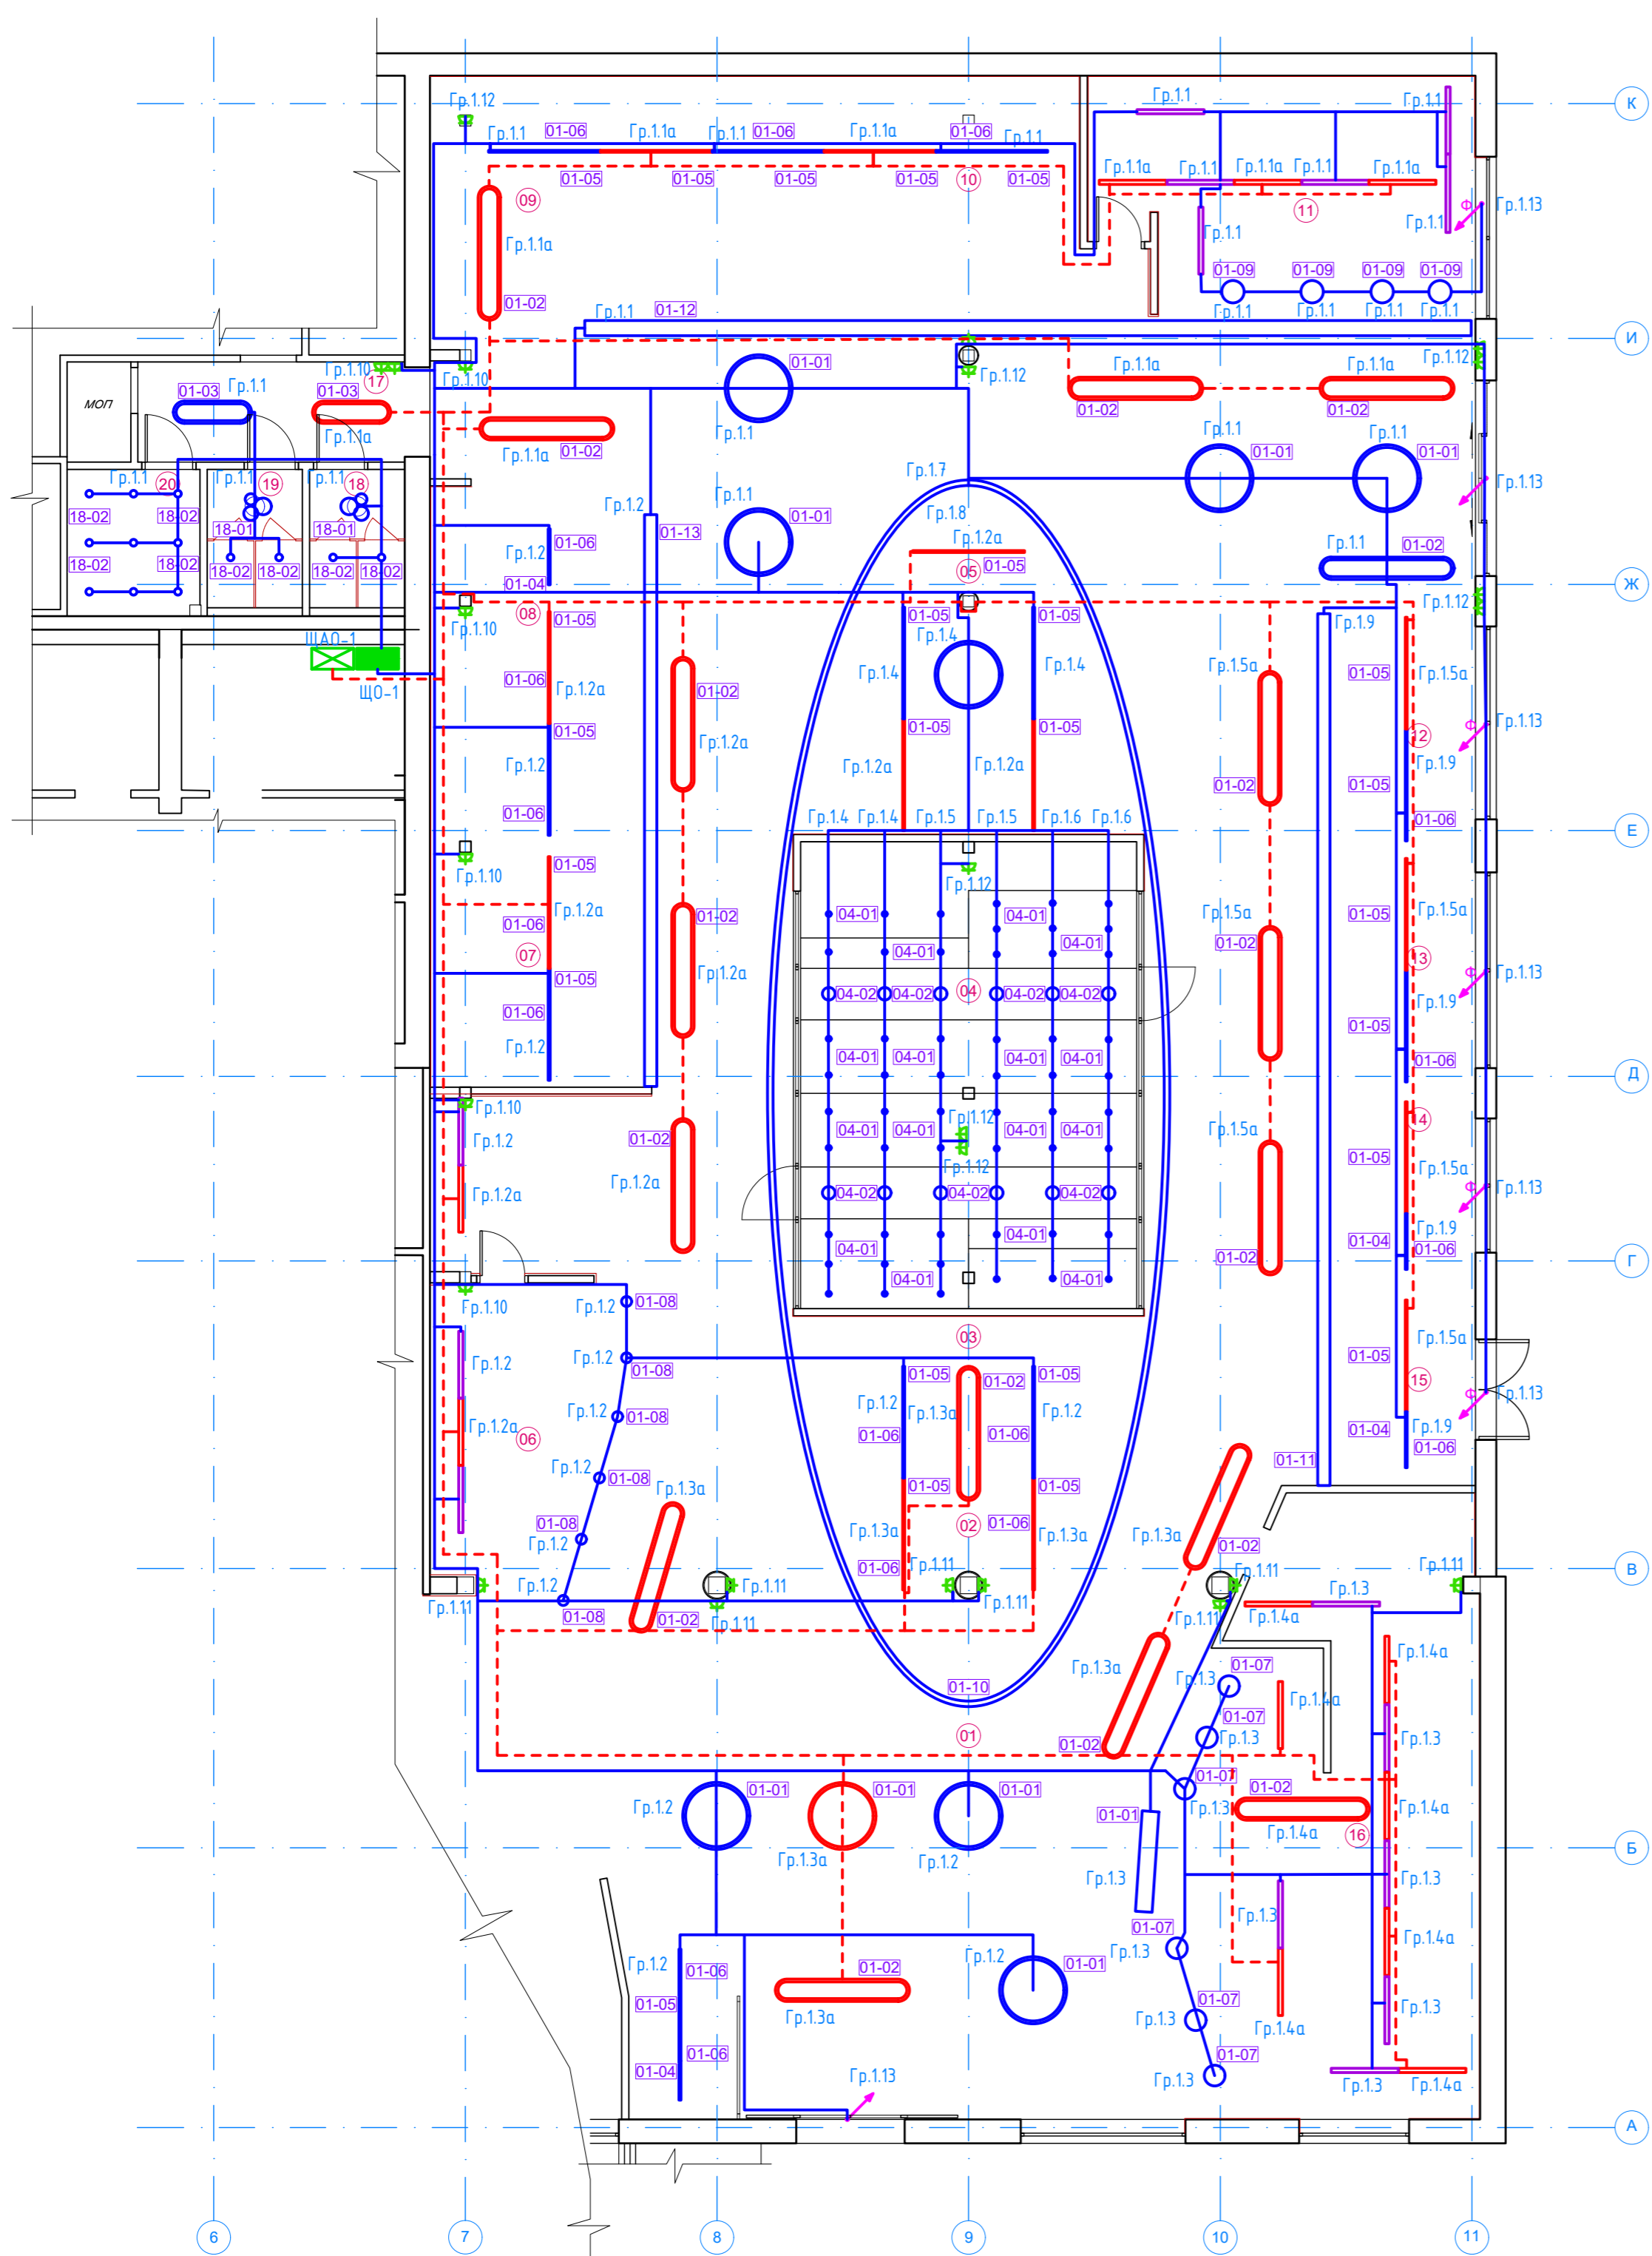 К
Гр.1.12
Гр.1.1
Гр.1.1
Гр.1.1 01-06 Гр.1.1а Гр.1.1 01-06 Гр.1.1а 01-06 Гр.1.1
01-05 01-05 01-05 01-05 10 01-05
Гр.1.1а Гр.1.1 Гр.1.1а Гр.1.1 Гр.1.1а
09
11
Гр.1.1
Гр.1.1
Ф Гр.1.13
Гр.1.1а
01-09 01-09 01-09 01-09
01-02
Гр.1.1 01-12
Гр.1.1 Гр.1.1 Гр.1.1 Гр.1.1
И
Гр.1.10 17 Гр.1.10
01-01
Гр.1.12
Гр.1.1а Гр.1.1а
Гр.1.12
МОП
01-03 Гр.1.1 01-03
Гр.1.1а
01-02 01-02
Гр.1.1а 01-02
Гр.1.1
Гр.1.1 Гр.1.1
01-01 01-01
Гр.1.1 20 Гр.1.1 19 Гр.1.1 18
Гр.1.7
Гр.1.13
18-02 18-02 18-01 18-01
Гр.1.2 Гр.1.1 01-01
Гр.1.8
01-13
Гр.1.2 01-06
Гр.1.2а
Гр.1.1 01-02
18-02 18-02 18-02 18-02 18-02 18-02
01-04
05 01-05
Ж
08 01-05
01-05 01-05
Гр.1.10
Гр.1.4
Гр.1.9
Гр.1.12
ЩАО-1
ЩО-1
01-06 Гр.1.2а
01-02
Гр.1.4 Гр.1.4
Гр.1.5а
01-05 Гр.1.5а
01-05
01-05 01-05
12
Ф Гр.1.13
Гр.1.2
Гр.1.2а
Гр.1.2а Гр.1.2а
01-02
01-05
Гр.1.9
01-06
Гр.1.4 Гр.1.4 Гр.1.5 Гр.1.5 Гр.1.6 Гр.1.6
01-06
Е
01-05
Гр.1.10
Гр.1.12
01-06 Гр.1.2а
01-02
04-01 04-01
Гр.1.5а
01-05 Гр.1.5а
07
04-01 04-01
01-02
13
01-05
Гр.1.2а
Ф Гр.1.13
04-02 04-02 04 04-02 04-02
Гр.1.9
01-06
Гр.1.2
01-05
04-01 04-01 04-01 04-01
01-06
Д
Гр.1.10
Гр.1.12
14
Гр.1.2
01-02
04-01 04-01 04-01 04-01
Гр.1.5а
Гр.1.12
01-05 Гр.1.5а
Гр.1.2а
Гр.1.2а
04-02 04-02 04-02
Ф Гр.1.13
04-01 04-01
Гр.1.9
01-04 01-06
01-02
Г
04-01 04-01
Гр.1.10
Гр.1.2 01-08
03
Гр.1.5а
Гр.1.2
Гр.1.2 01-08
01-05 01-02 01-05
01-05
15
Ф Гр.1.13
Гр.1.2 Гр.1.3а Гр.1.2
Гр.1.2а
06
Гр.1.2 01-08
01-06 01-06
01-04 Гр.1.9
01-06
01-11
Гр.1.2 01-08
Гр.1.3а
01-05 01-05
01-08
Гр.1.2
Гр.1.3а 02 01-06 Гр.1.3а
Гр.1.3а
01-02
01-06 Гр.1.11
В
Гр.1.2
Гр.1.11
01-08 01-02
Гр.1.11
Гр.1.11
Гр.1.11
Гр.1.11
Гр.1.11
Гр.1.11
Гр.1.4а Гр.1.3
Гр.1.3а
Гр.1.3 01-07
Гр.1.4а
01-10
Гр.1.4а
01-07
01
01-02
Гр.1.3
Гр.1.3
01-07 01-02
01-01 01-01 01-01
Гр.1.2
01-01 Гр.1.3
Гр.1.4а
Гр.1.4а 16
Гр.1.3а Гр.1.2
Б
Гр.1.3
Гр.1.3
01-07 Гр.1.3
Гр.1.4а
Гр.1.2 01-06
01-02
Гр.1.2 01-01
Гр.1.3
01-05
Гр.1.3а
01-07
Гр.1.3
Гр.1.4а
Гр.1.3
01-06
01-04
01-07
Гр.1.13
Гр.1.3
Гр.1.3 Гр.1.4а
А
6 7 8 9 10 11